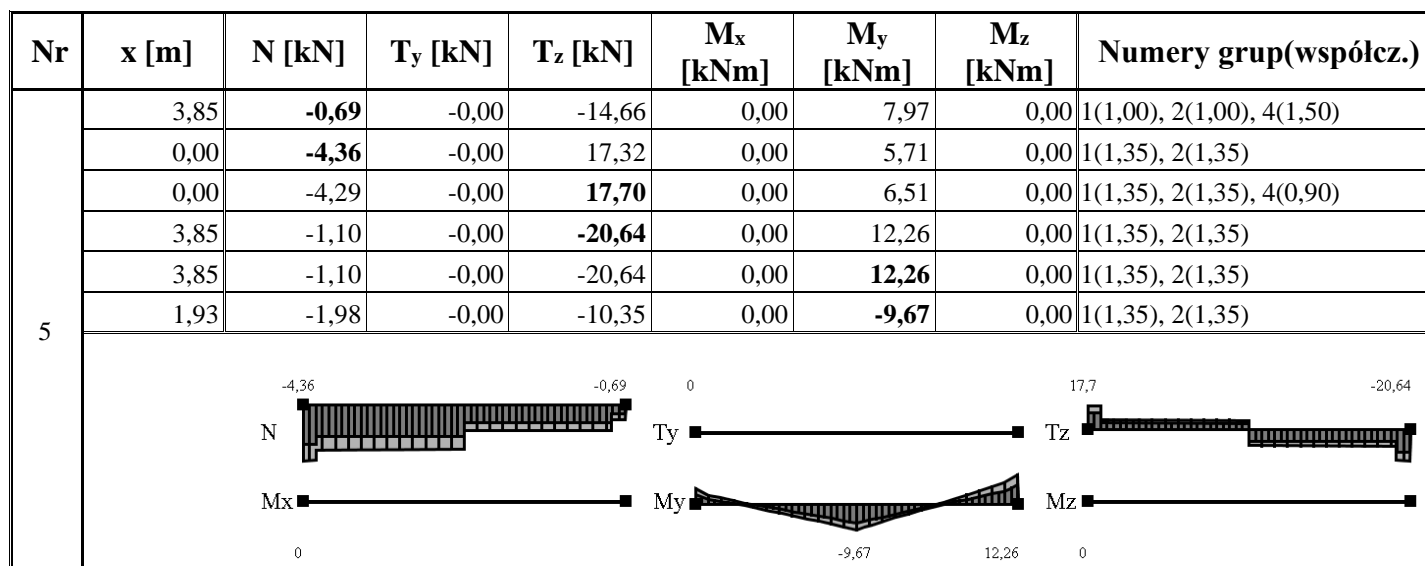 Nr x [m] N [kN] Ty [kN] Tz [kN] Mx [kNm] My [kNm] Mz [kNm] Numery grup(współcz.)
5
3,85 -0,69 -0,00 -14,66 0,00 7,97 0,00 1(1,00), 2(1,00), 4(1,50)
0,00 -4,36 -0,00 17,32 0,00 5,71 0,00 1(1,35), 2(1,35)
0,00 -4,29 -0,00 17,70 0,00 6,51 0,00 1(1,35), 2(1,35), 4(0,90)
3,85 -1,10 -0,00 -20,64 0,00 12,26 0,00 1(1,35), 2(1,35)
3,85 -1,10 -0,00 -20,64 0,00 12,26 0,00 1(1,35), 2(1,35)
1,93 -1,98 -0,00 -10,35 0,00 -9,67 0,00 1(1,35), 2(1,35)
-4,36 -0,69 0 17,7 -20,64
N Ty Tz
Mx My Mz
0 -9,67 12,26 0